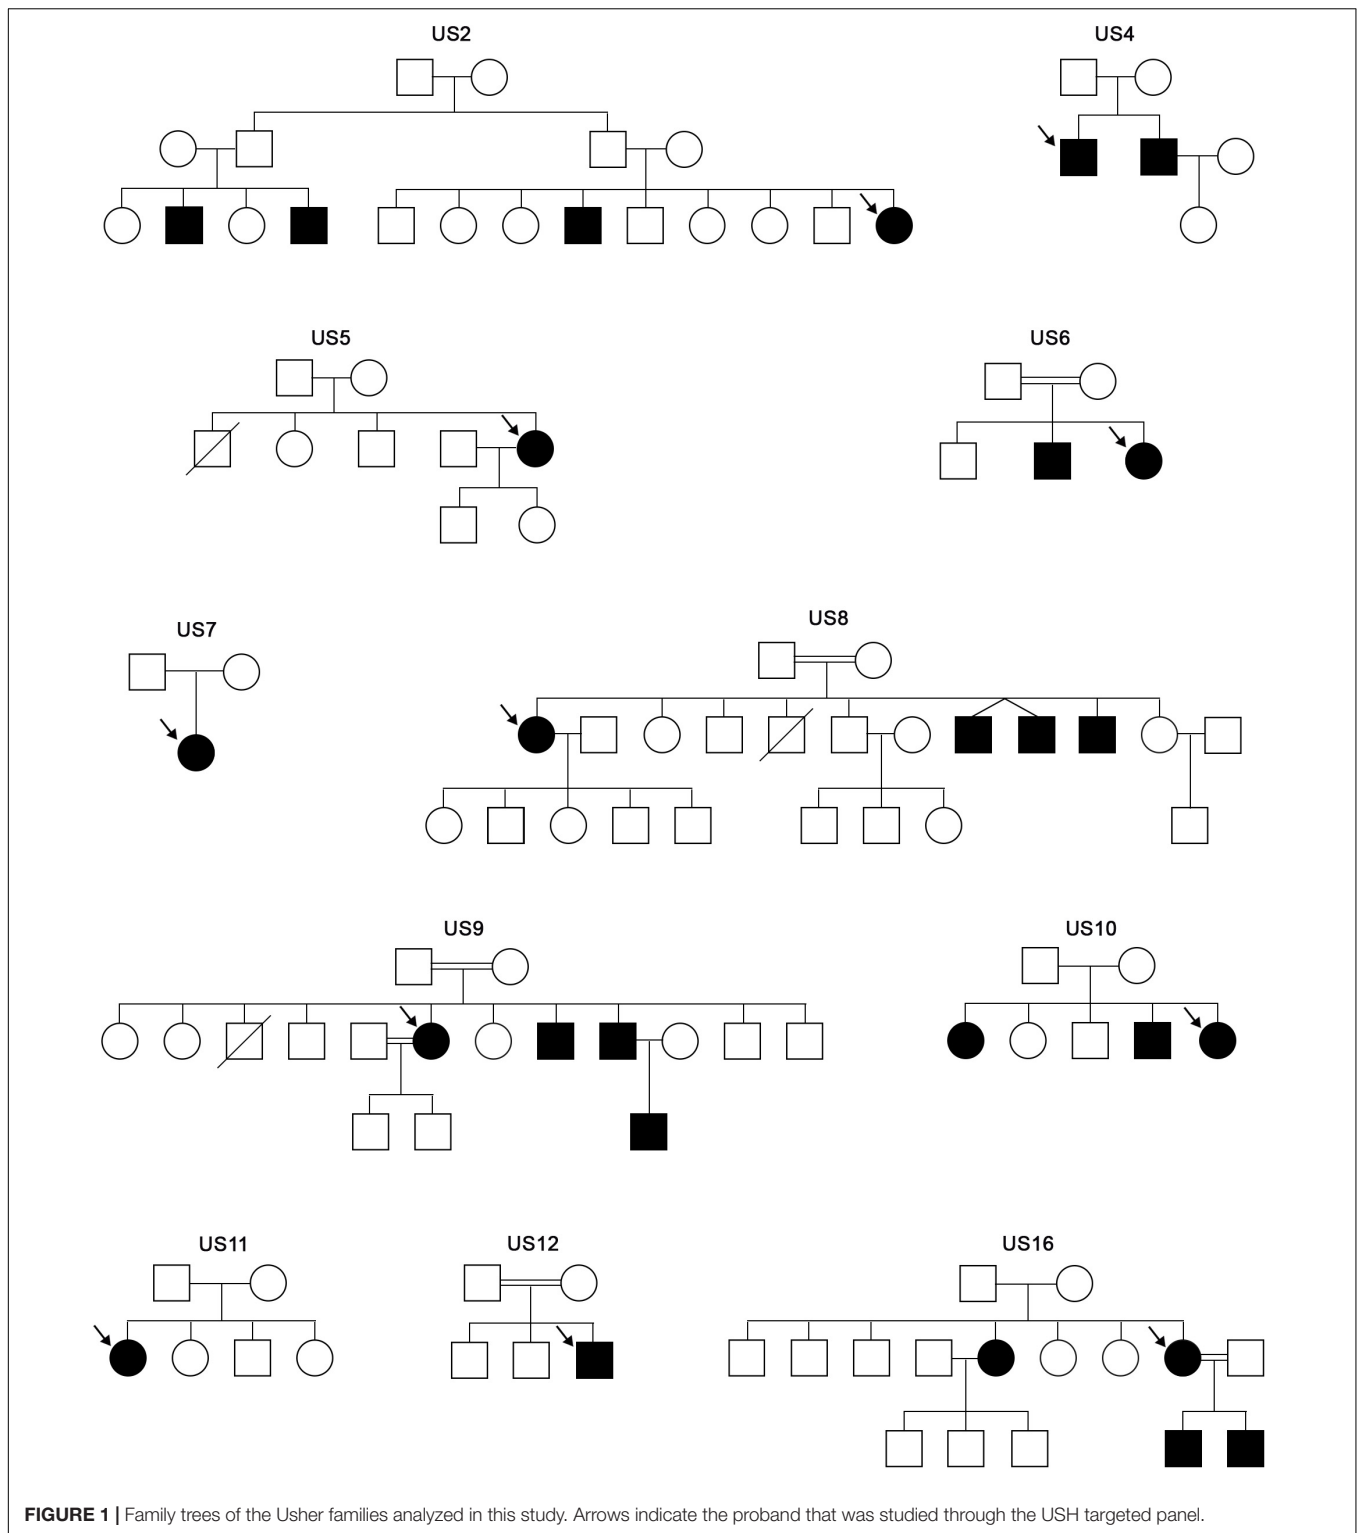 US2
US4
US5
US6
US7
US8
US9
US10
US11
US12
US16
FIGURE 1 | Family trees of the Usher families analyzed in this study. Arrows indicate the proband that was studied through the USH targeted panel.